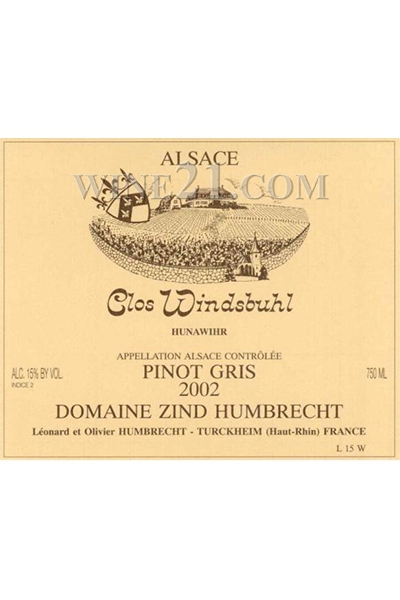 ALSACE
WINE21.COM
Clos Windsbuhl
HUNAWIHR
APPELLATION ALSACE CONTRÔLÉE
ALC. 15% BY VOL. PINOT GRIS 750 ML
INDICE 2
2002
DOMAINE ZIND HUMBRECHT
Léonard et Olivier HUMBRECHT - TURCKHEIM (Haut-Rhin) FRANCE
L 15 W